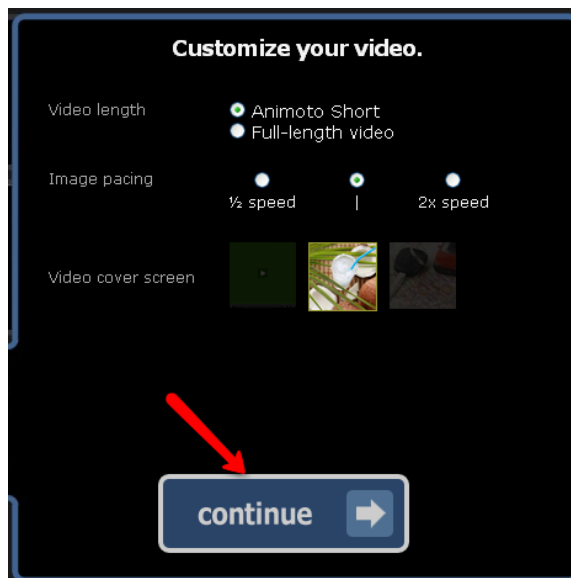 Customize your video.
Video length
Animoto Short
Full-length video
Image pacing
½ speed
|
2x speed
Video cover screen
continue